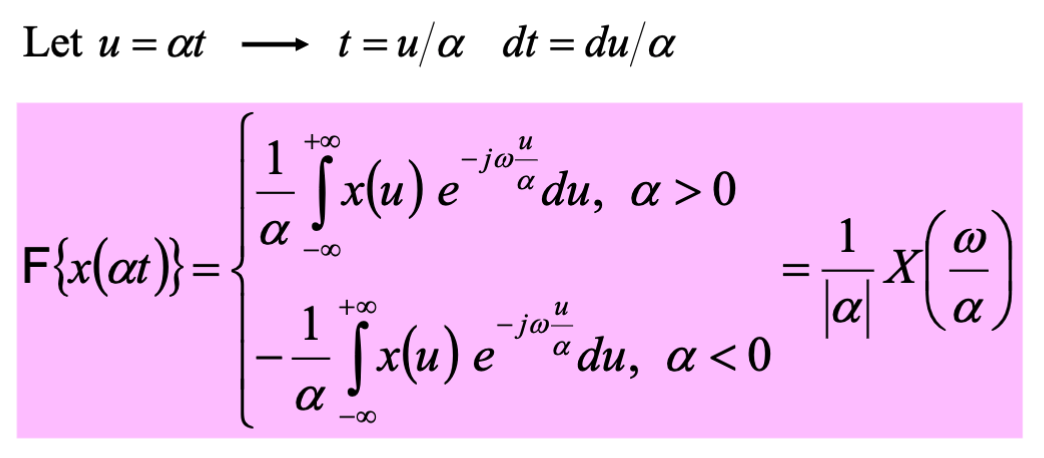 Let u = αt ⟶ t = u/α dt = du/α
F{x(αt)} = { (1/α) ∫_{-∞}^{+∞} x(u) e^{-jω u/α} du, α > 0
-(1/α) ∫_{-∞}^{+∞} x(u) e^{-jω u/α} du, α < 0
= (1/|α|) X(ω/α)